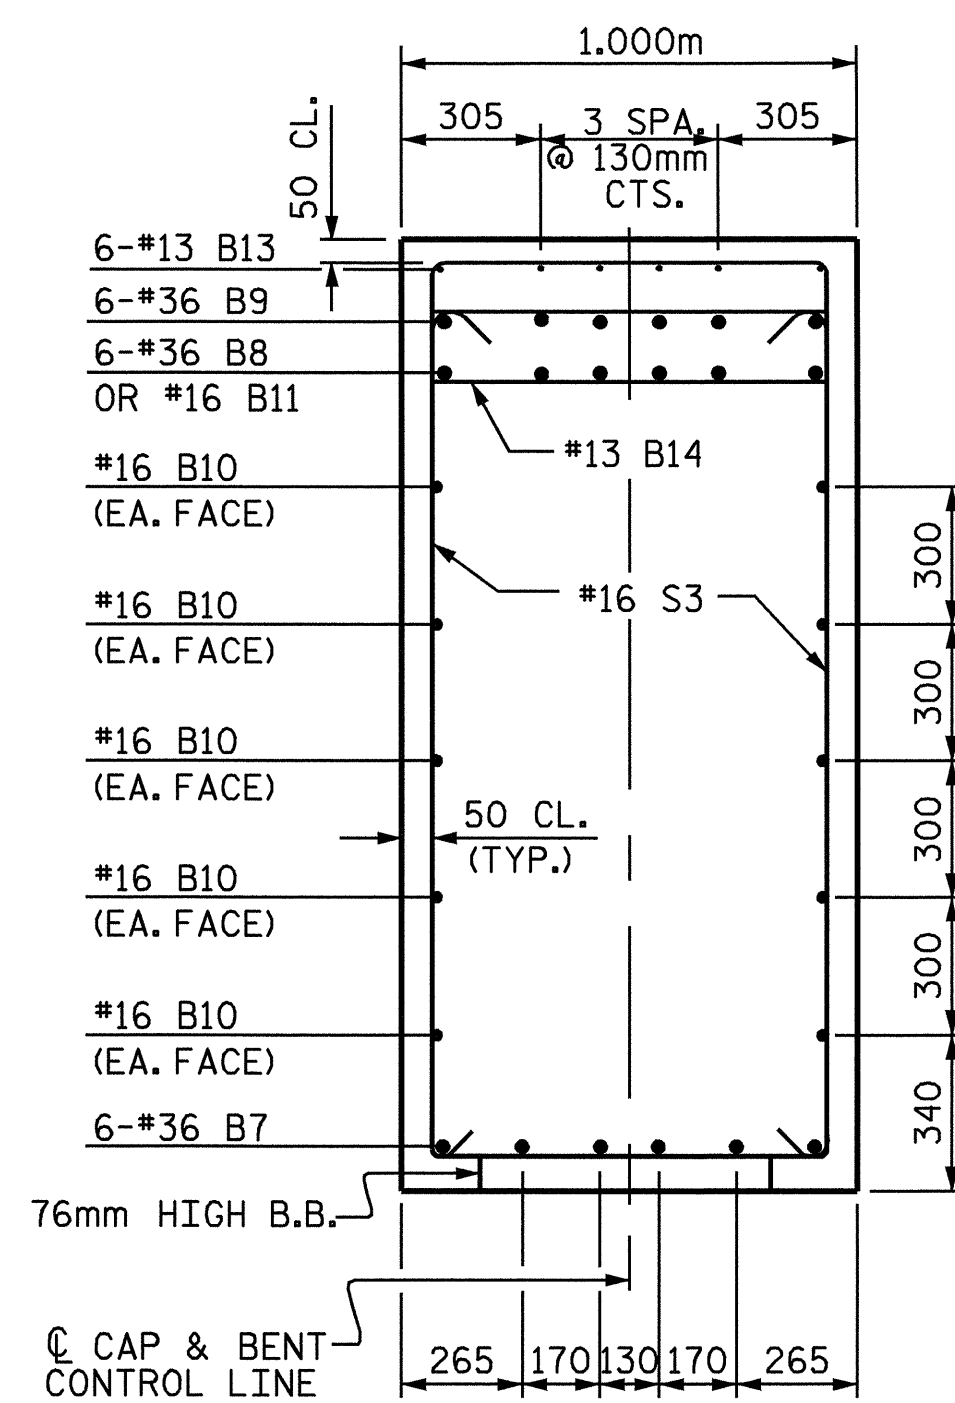 1.000m
305
3 SPA.
305
@ 130mm
CTS.
50 CL.
6-#13 B13
6-#36 B9
6-#36 B8
OR #16 B11
#13 B14
#16 B10
(EA. FACE)
300
#16 S3
#16 B10
(EA. FACE)
300
#16 B10
(EA. FACE)
50 CL.
(TYP.)
300
#16 B10
(EA. FACE)
300
#16 B10
(EA. FACE)
340
6-#36 B7
76mm HIGH B.B.
℄ CAP & BENT
CONTROL LINE
265
170
130
170
265